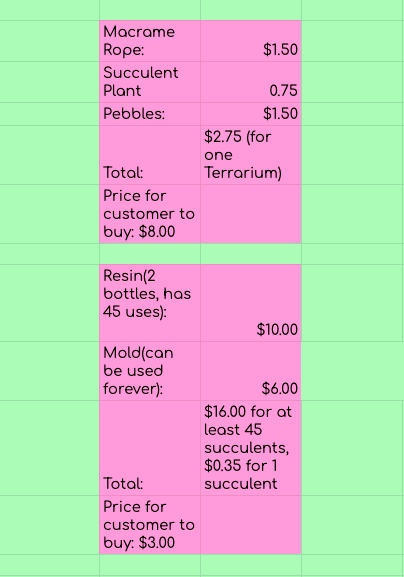 Macrame
Rope: $1.50
Succulent
Plant 0.75
Pebbles: $1.50
$2.75 (for
one
Total: Terrarium)
Price for
customer to
buy: $8.00
Resin(2
bottles, has
45 uses):
$10.00
Mold(can
be used
forever): $6.00
$16.00 for at
least 45
succulents,
$0.35 for 1
Total: succulent
Price for
customer to
buy: $3.00